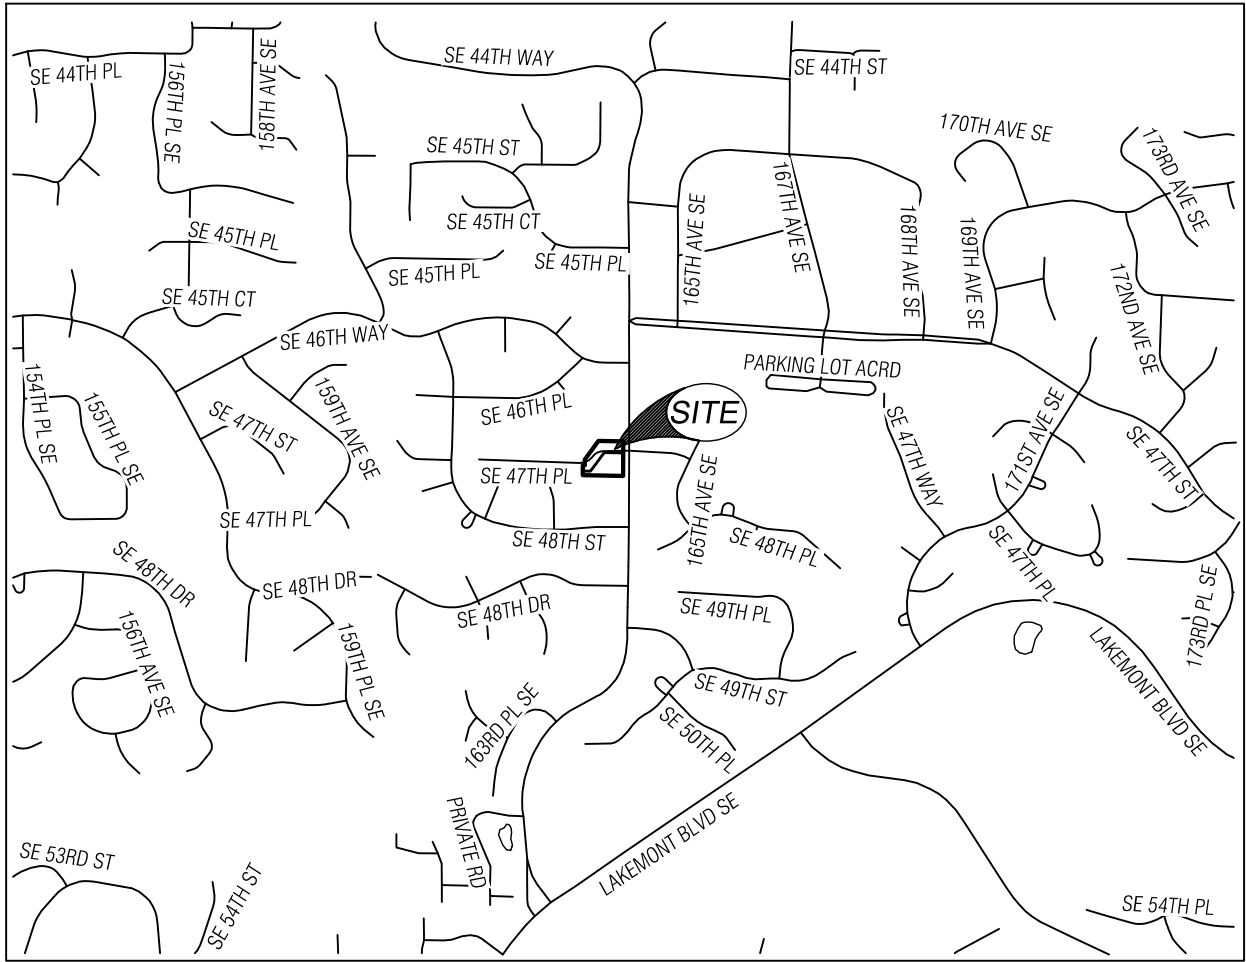 SE 44TH WAY
SE 44TH PL
156TH PL SE
158TH AVE SE
SE 44TH ST
170TH AVE SE
173RD AVE SE
SE 45TH ST
SE 45TH CT
SE 45TH PL
SE 45TH PL
SE 45TH PL
165TH AVE SE
167TH AVE SE
168TH AVE SE
169TH AVE SE
172ND AVE SE
SE 45TH CT
SE 46TH WAY
PARKING LOT ACRD
154TH PL SE
155TH PL SE
SE 47TH ST
159TH AVE SE
SE 46TH PL
SITE
SE 47TH WAY
171ST AVE SE
SE 47TH ST
SE 47TH PL
165TH AVE SE
SE 47TH PL
SE 48TH ST
SE 48TH PL
SE 47TH PL
SE 48TH DR
SE 48TH DR
SE 48TH DR
SE 49TH PL
173RD PL SE
156TH AVE SE
159TH PL SE
LAKEMONT BLVD SE
SE 49TH ST
163RD PL SE
SE 50TH PL
PRIVATE RD
LAKEMONT BLVD SE
SE 53RD ST
SE 54TH ST
SE 54TH PL